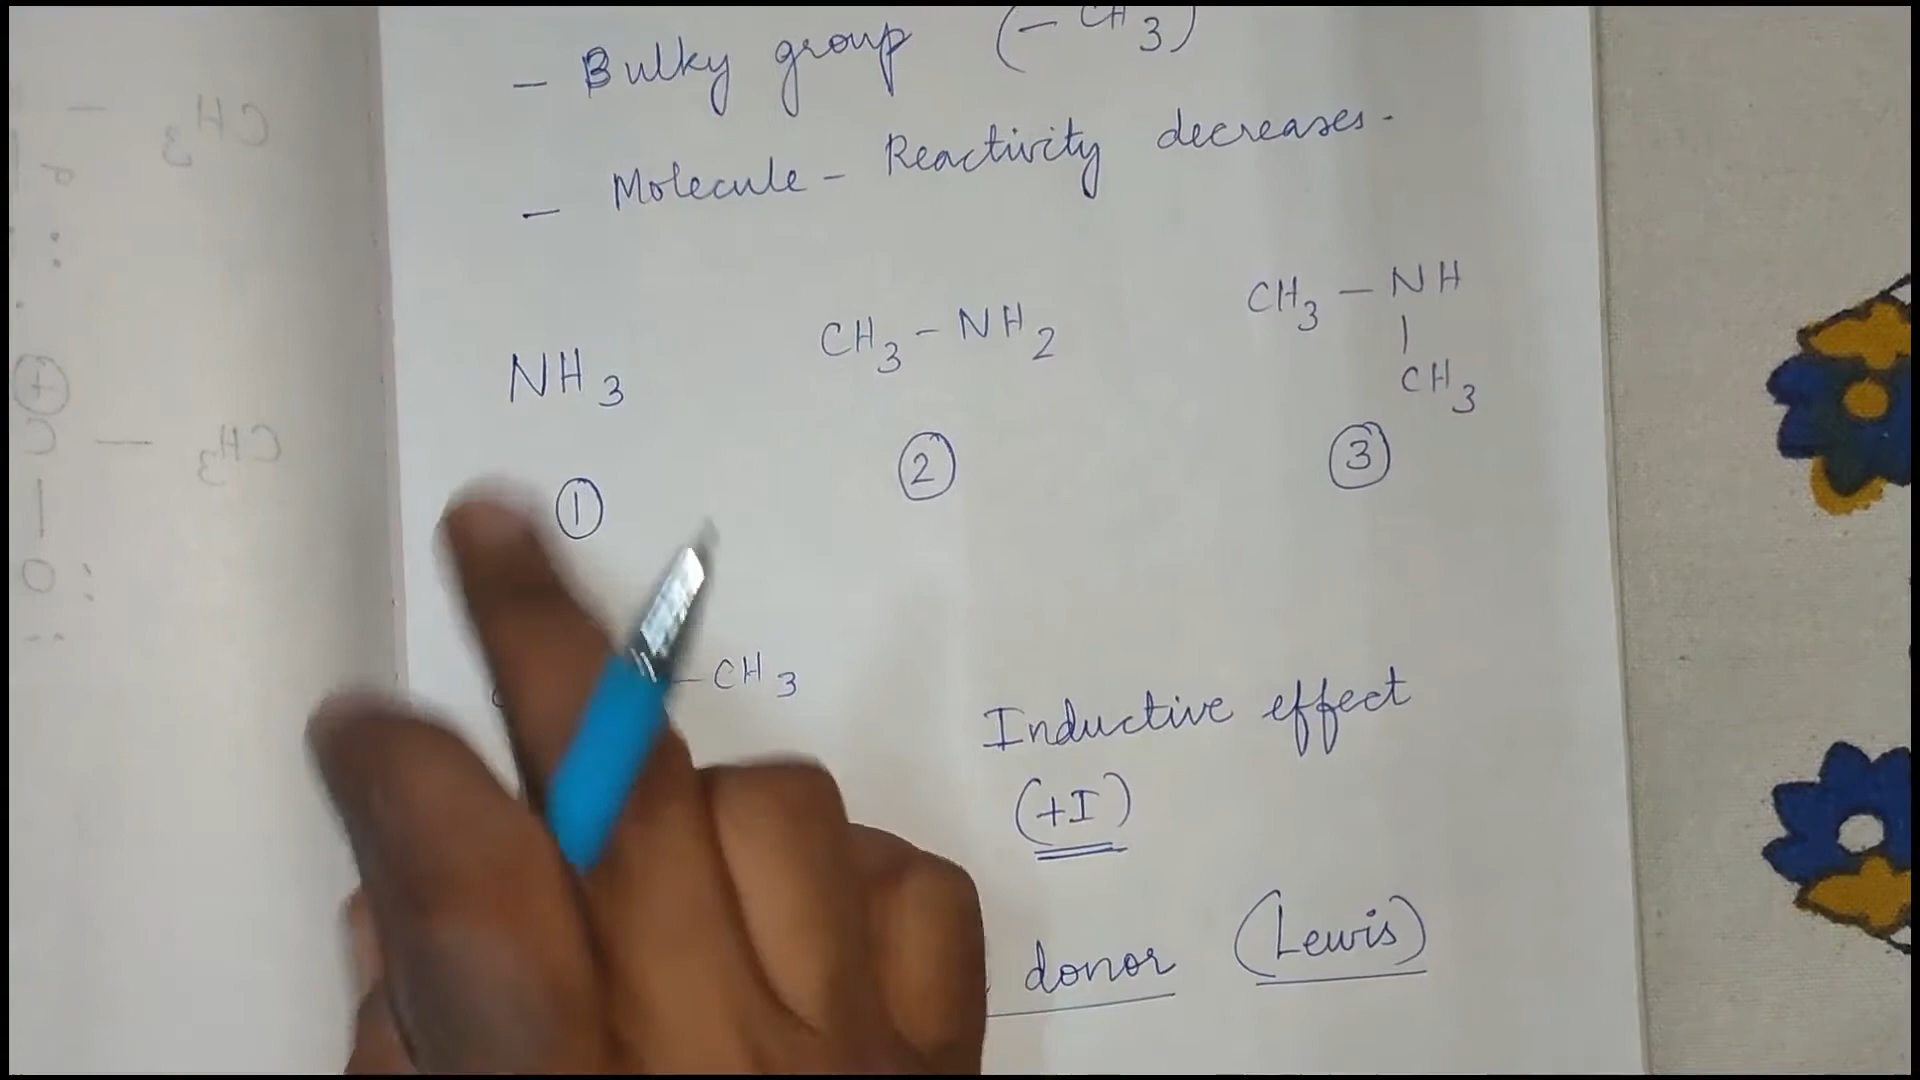 - Bulky group (-CH3)
- Molecule - Reactivity decreases.
NH3 CH3-NH2 CH3-NH
|
CH3
① ② ③
-CH3
Inductive effect
(+I)
donor (Lewis)